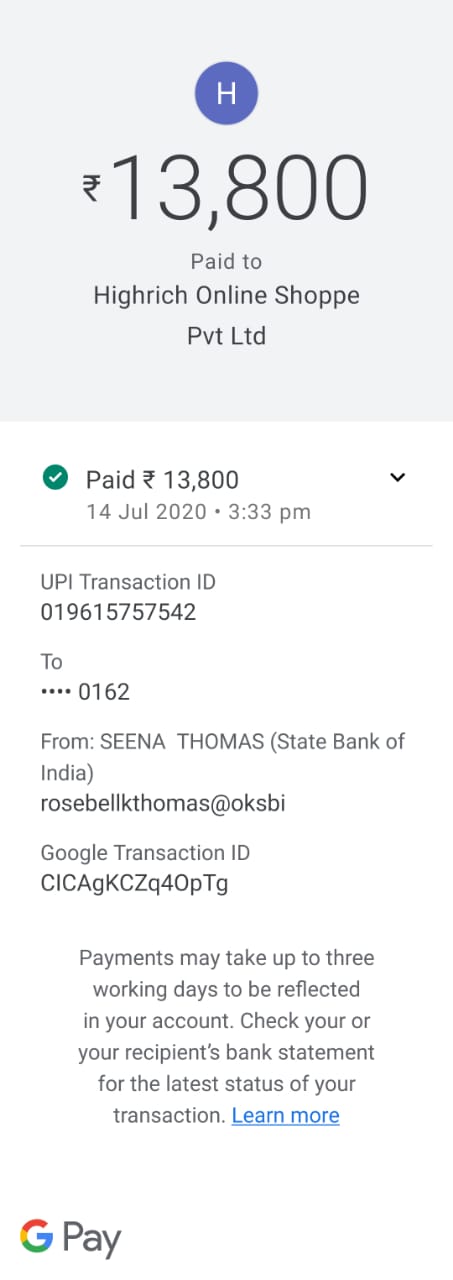 H
₹13,800
Paid to
Highrich Online Shoppe
Pvt Ltd
Paid ₹ 13,800
14 Jul 2020 • 3:33 pm
UPI Transaction ID
019615757542
To
•••• 0162
From: SEENA  THOMAS (State Bank of
India)
rosebellkthomas@oksbi
Google Transaction ID
CICAgKCZq4OpTg
Payments may take up to three
working days to be reflected
in your account. Check your or
your recipient's bank statement
for the latest status of your
transaction. Learn more
G Pay